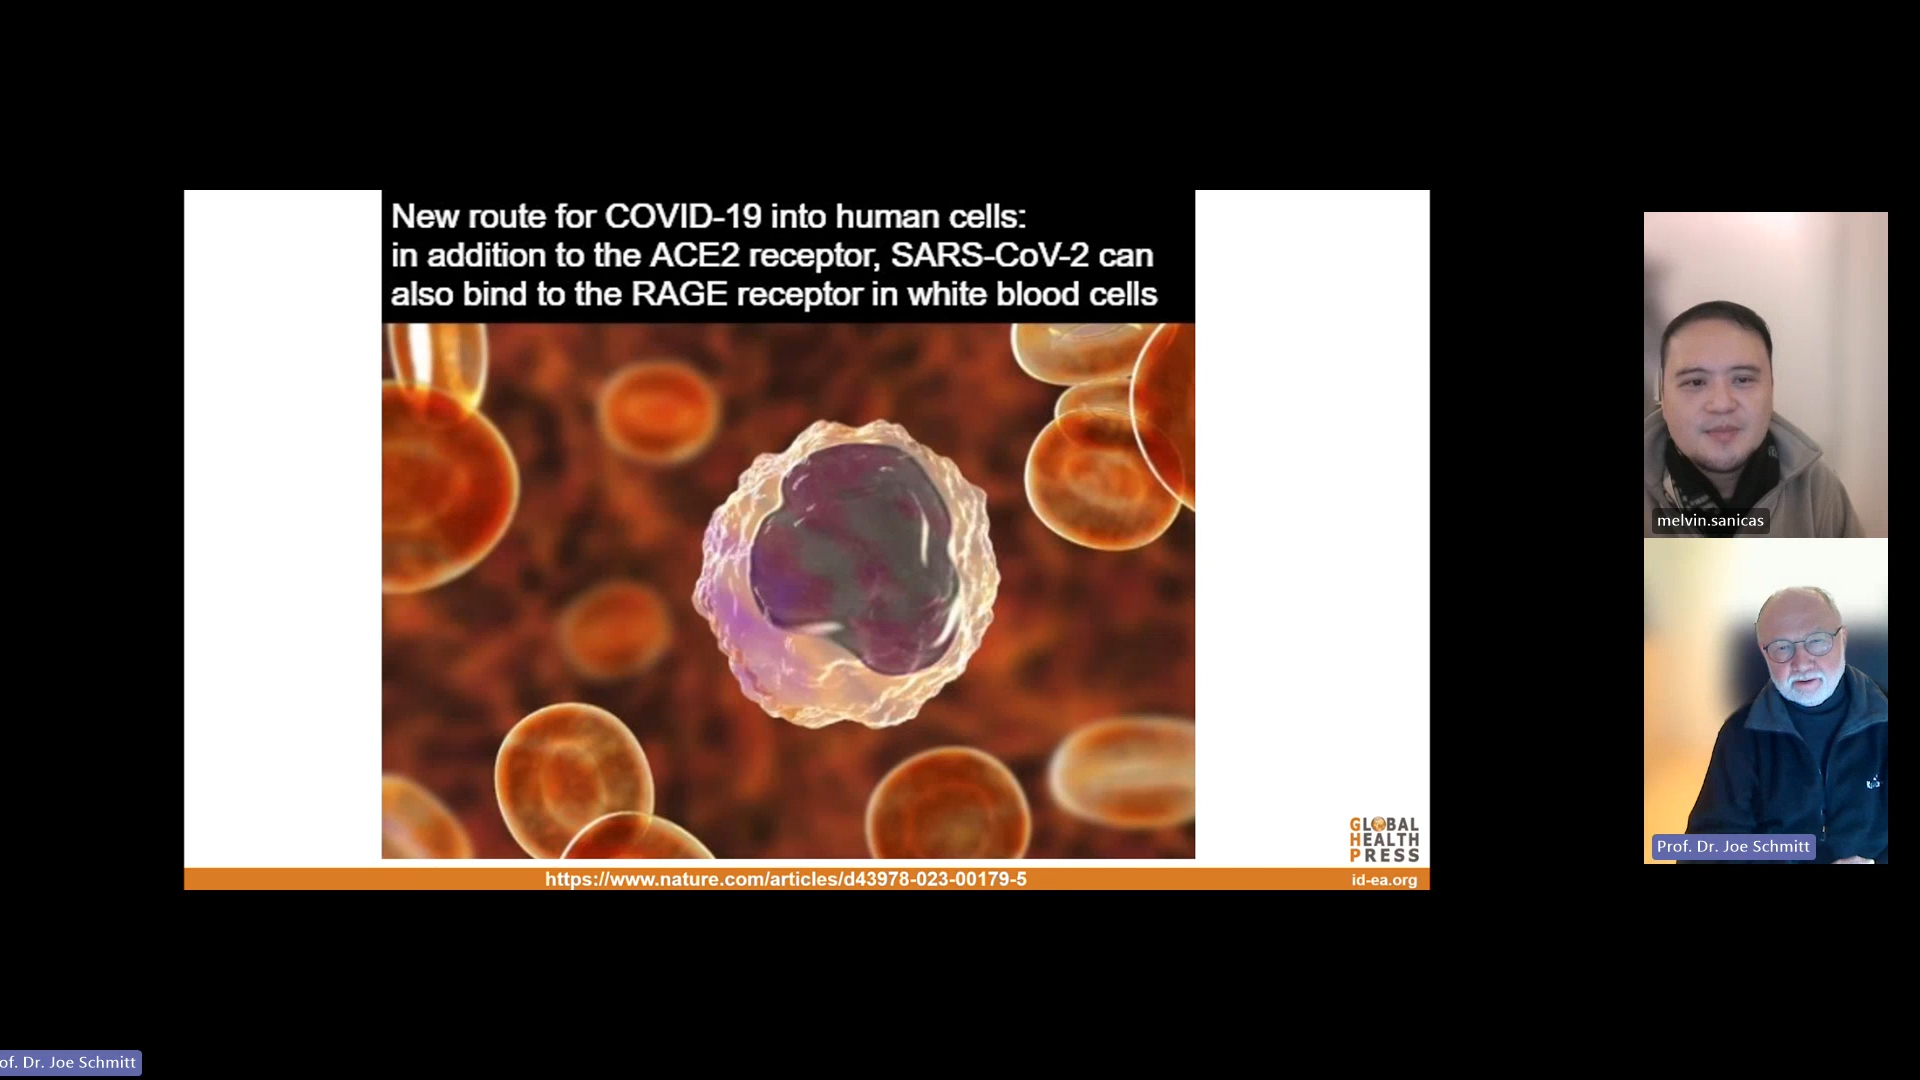 New route for COVID-19 into human cells:
in addition to the ACE2 receptor, SARS-CoV-2 can
also bind to the RAGE receptor in white blood cells
melvin.sanicas
Prof. Dr. Joe Schmitt
GLOBAL
HEALTH
PRESS
https://www.nature.com/articles/d43978-023-00179-5
id-ea.org
of. Dr. Joe Schmitt